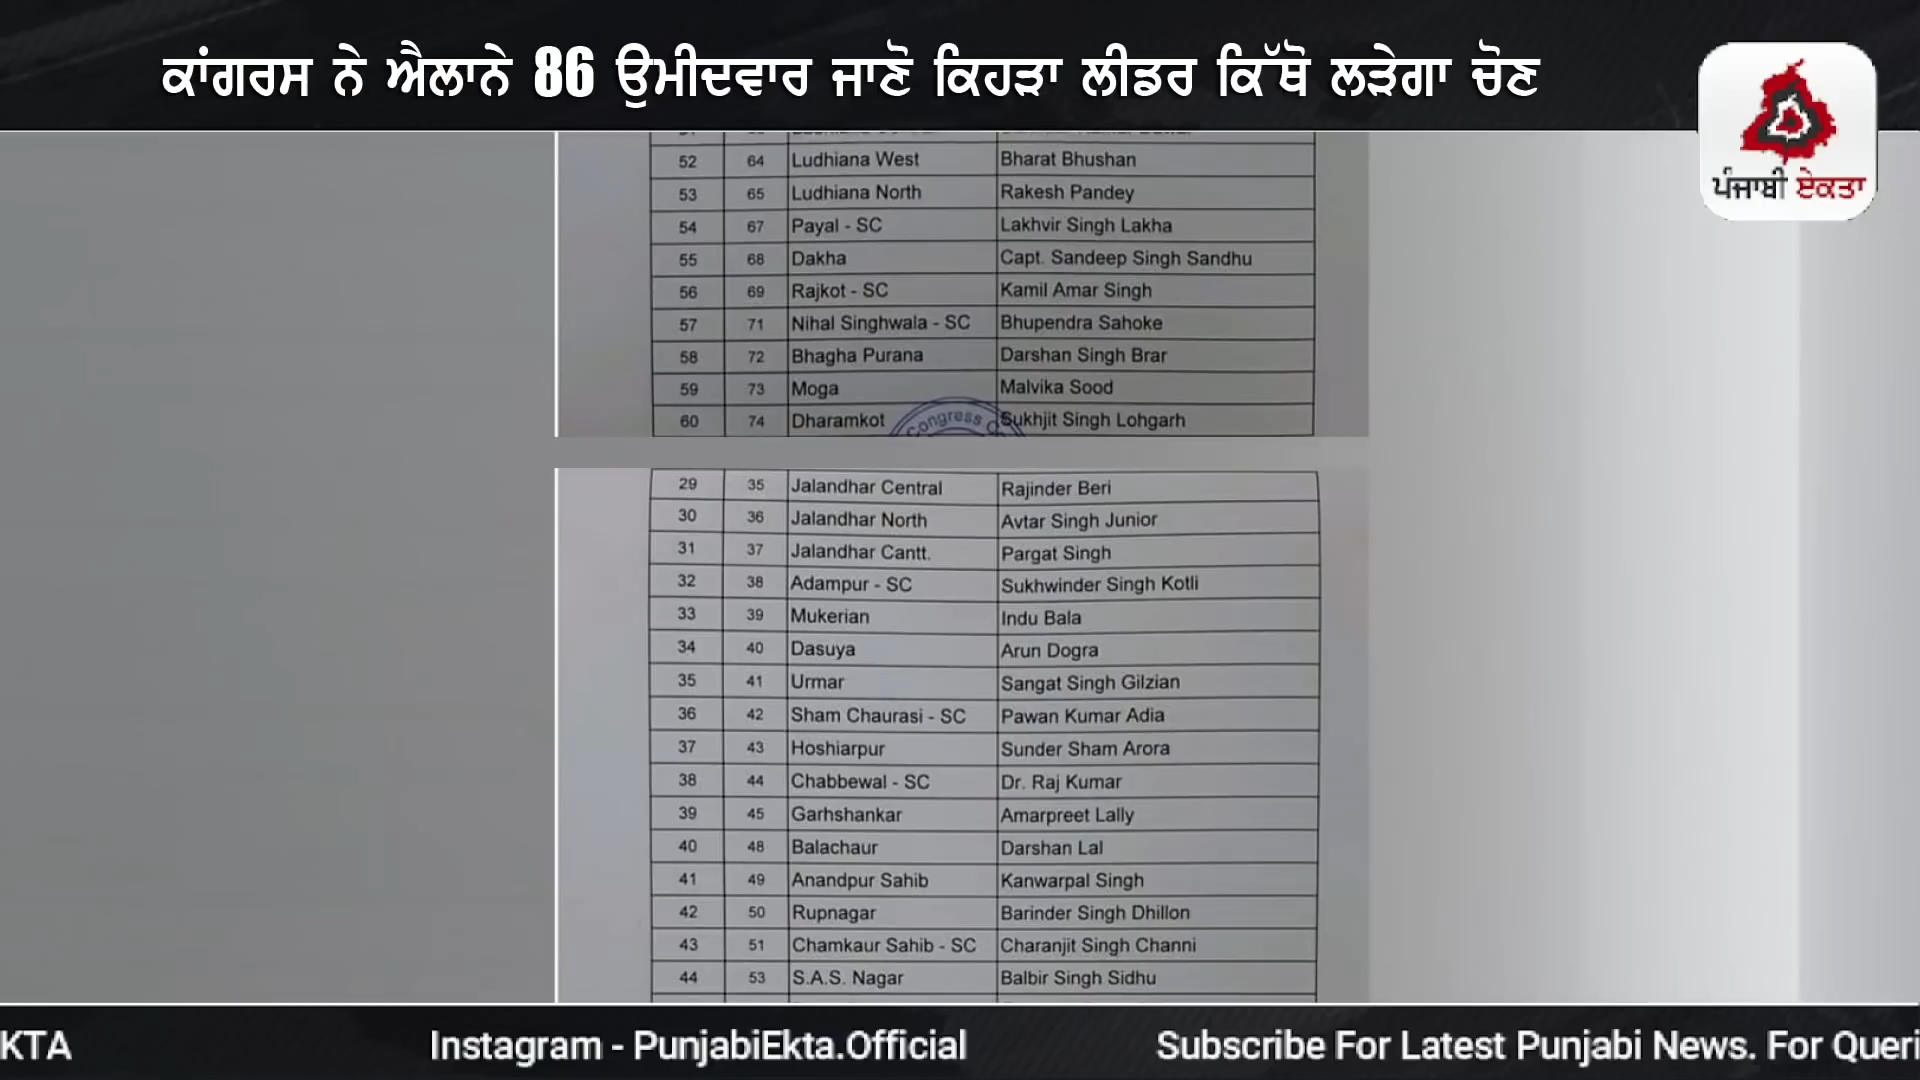 ਕਾਂਗਰਸ ਨੇ ਐਲਾਨੇ 86 ਉਮੀਦਵਾਰ ਜਾਣੋ ਕਿਹੜਾ ਲੀਡਰ ਕਿੱਥੋ ਲੜੇਗਾ ਚੋਣ
ਪੰਜਾਬੀ ਏਕਤਾ
52 64 Ludhiana West Bharat Bhushan
53 65 Ludhiana North Rakesh Pandey
54 67 Payal - SC Lakhvir Singh Lakha
55 68 Dakha Capt. Sandeep Singh Sandhu
56 69 Rajkot - SC Kamil Amar Singh
57 71 Nihal Singhwala - SC Bhupendra Sahoke
58 72 Bhagha Purana Darshan Singh Brar
59 73 Moga Malvika Sood
60 74 Dharamkot Sukhjit Singh Lohgarh
Congress
29 35 Jalandhar Central Rajinder Beri
30 36 Jalandhar North Avtar Singh Junior
31 37 Jalandhar Cantt. Pargat Singh
32 38 Adampur - SC Sukhwinder Singh Kotli
33 39 Mukerian Indu Bala
34 40 Dasuya Arun Dogra
35 41 Urmar Sangat Singh Gilzian
36 42 Sham Chaurasi - SC Pawan Kumar Adia
37 43 Hoshiarpur Sunder Sham Arora
38 44 Chabbewal - SC Dr. Raj Kumar
39 45 Garhshankar Amarpreet Lally
40 48 Balachaur Darshan Lal
41 49 Anandpur Sahib Kanwarpal Singh
42 50 Rupnagar Barinder Singh Dhillon
43 51 Chamkaur Sahib - SC Charanjit Singh Channi
44 53 S.A.S. Nagar Balbir Singh Sidhu
KTA Instagram - PunjabiEkta.Official Subscribe For Latest Punjabi News. For Queri